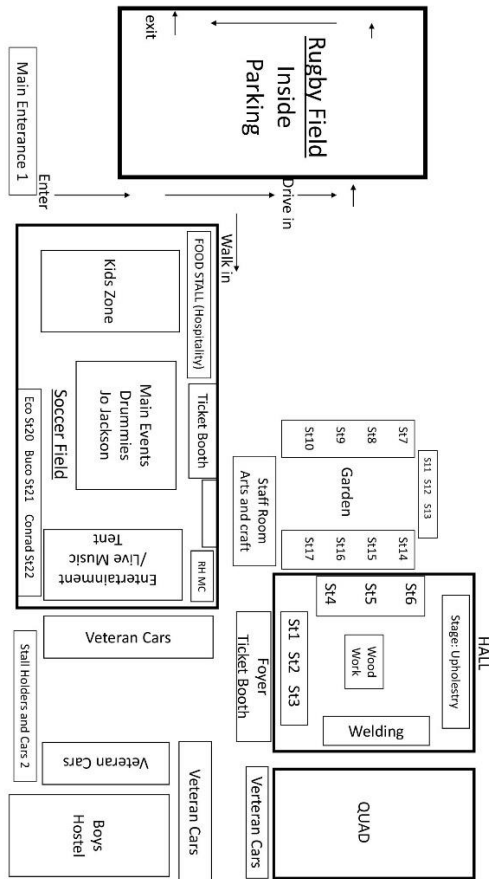 exit
Rugby Field
Inside
Parking
Main Enterance 1
Enter
Drive in
Walk in
FOOD STALL (Hospitality)
Ticket Booth
RH MC
Kids Zone
Main Events
Drummies
Jo Jackson
Entertainment
/Live Music
Tent
Soccer Field
Eco St20 Buco St21 Conrad St22
St7
St8
St9
St10
S11 S12 S13
Garden
St14
St15
St16
St17
Staff Room
Arts and craft
HALL
Stage: Upholestry
St6
St5
St4
Wood
Work
St1 St2 St3
Welding
Foyer
Ticket Booth
Veteran Cars
Stall Holders and Cars 2
Veteran Cars
Veteran Cars
Verteran Cars
Boys
Hostel
QUAD